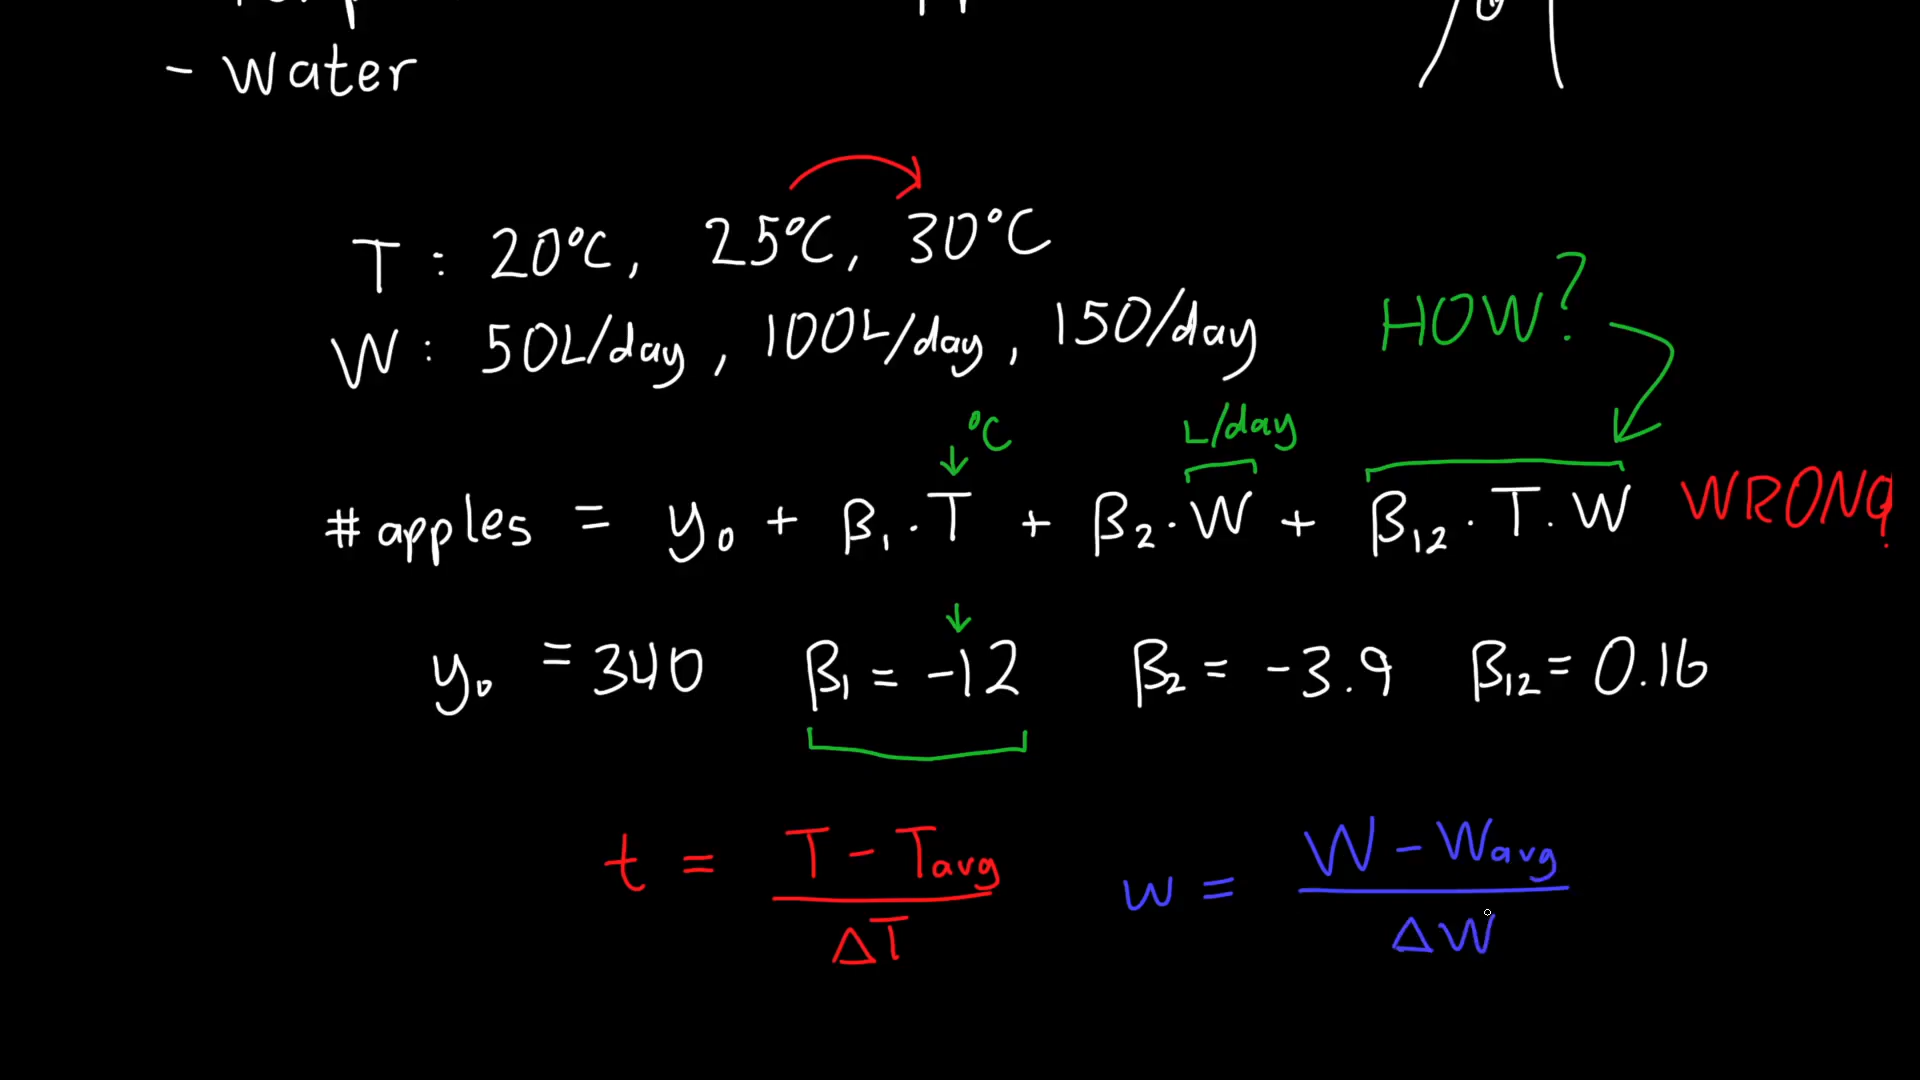 - Water
T : 20°C, 25°C, 30°C
W : 50L/day, 100L/day, 150/day
HOW?
°C
L/day
#apples = y₀ + β₁ · T + β₂ · W + β₁₂ · T · W WRONG
y₀ = 340 β₁ = -12 β₂ = -3.9 β₁₂ = 0.16
t = (T - Tavg) / ΔT w = (W - Wavg) / ΔW